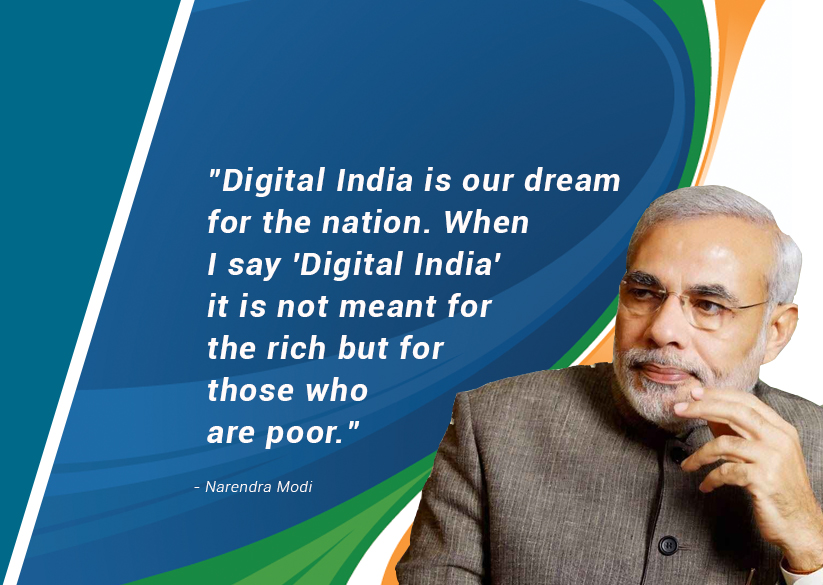 "Digital India is our dream
for the nation. When
I say 'Digital India'
it is not meant for
the rich but for
those who
are poor."
- Narendra Modi